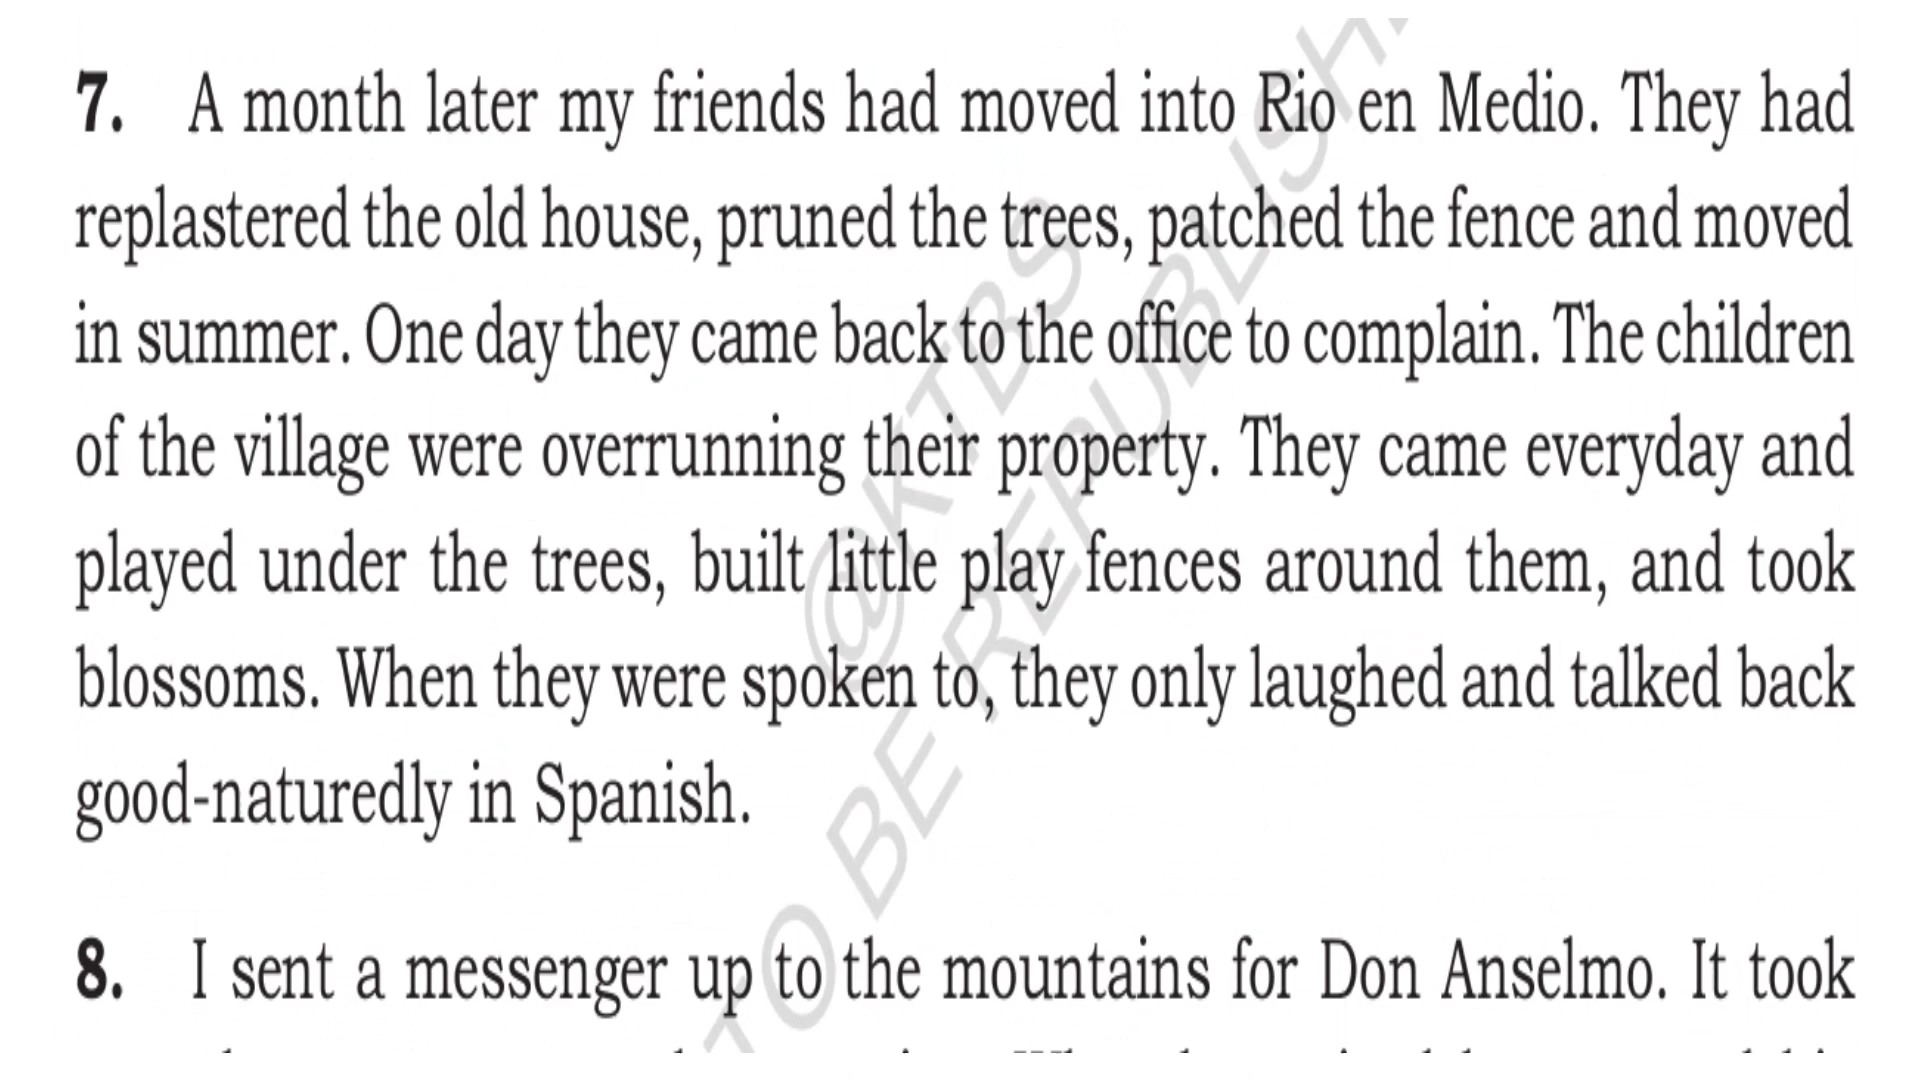 7. A month later my friends had moved into Rio en Medio. They had
replastered the old house, pruned the trees, patched the fence and moved
in summer. One day they came back to the office to complain. The children
of the village were overrunning their property. They came everyday and
played under the trees, built little play fences around them, and took
blossoms. When they were spoken to, they only laughed and talked back
good-naturedly in Spanish.
8. I sent a messenger up to the mountains for Don Anselmo. It took
@KTBS
TO BE REPUBLISH